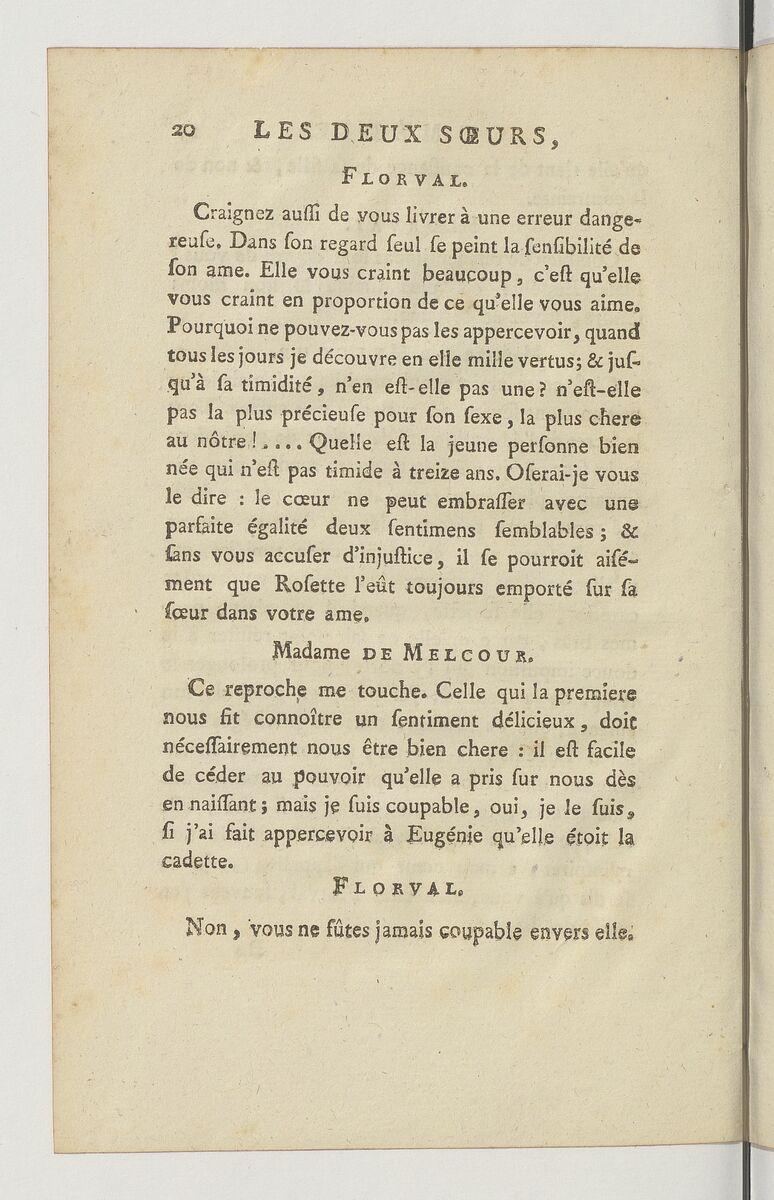 20 LES DEUX SŒURS,
FLORVAL.
Craignez auſſi de vous livrer à une erreur dange-
reuſe. Dans ſon regard ſeul ſe peint la ſenſibilité de
ſon ame. Elle vous craint beaucoup, c'eſt qu'elle
vous craint en proportion de ce qu'elle vous aime.
Pourquoi ne pouvez-vous pas les appercevoir, quand
tous les jours je découvre en elle mille vertus; & juſ-
qu'à ſa timidité, n'en eſt-elle pas une? n'eſt-elle
pas la plus précieuſe pour ſon ſexe, la plus chere
au nôtre!.... Quelle eſt la jeune perſonne bien
née qui n'eſt pas timide à treize ans. Oſerai-je vous
le dire : le cœur ne peut embraſſer avec une
parfaite égalité deux ſentimens ſemblables; &
ſans vous accuſer d'injuſtice, il ſe pourroit aiſé-
ment que Roſette l'eût toujours emporté ſur ſa
ſœur dans votre ame.
Madame DE MELCOUR.
Ce reproche me touche. Celle qui la premiere
nous fit connoître un ſentiment délicieux, doit
néceſſairement nous être bien chere : il eſt facile
de céder au pouvoir qu'elle a pris ſur nous dès
en naiſſant; mais je ſuis coupable, oui, je le ſuis,
ſi j'ai fait appercevoir à Eugénie qu'elle étoit la
cadette.
FLORVAL.
Non, vous ne fûtes jamais coupable envers elle.